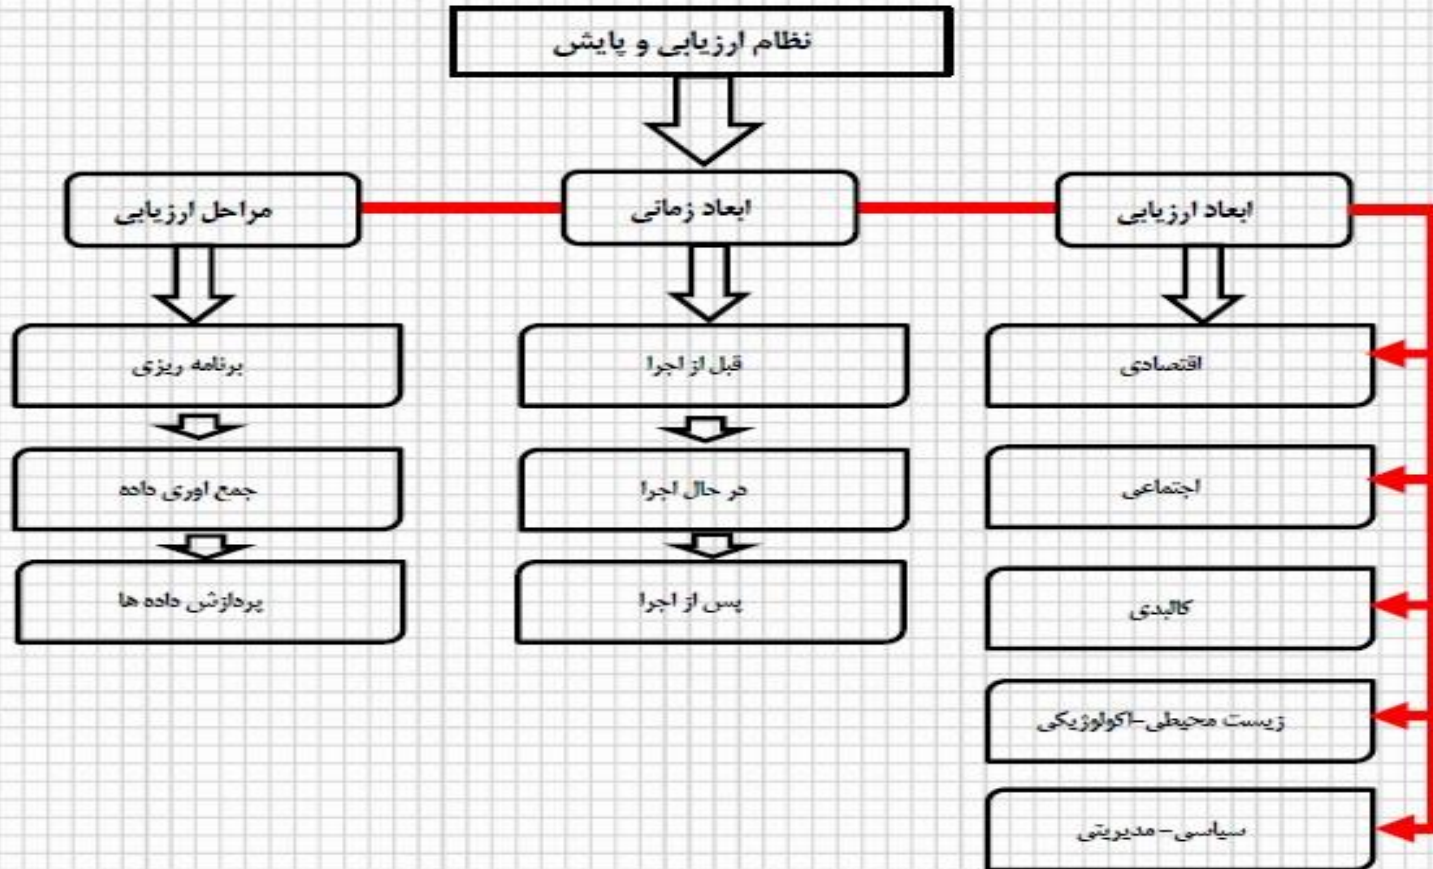 نظام ارزیابی و پایش
ابعاد ارزیابی
ابعاد زمانی
مراحل ارزیابی
اقتصادی
قبل از اجرا
برنامه ریزی
اجتماعی
در حال اجرا
جمع اوری داده
کالبدی
پس از اجرا
پردازش داده ها
زیست محیطی-اکولوژیکی
سیاسی-مدیریتی